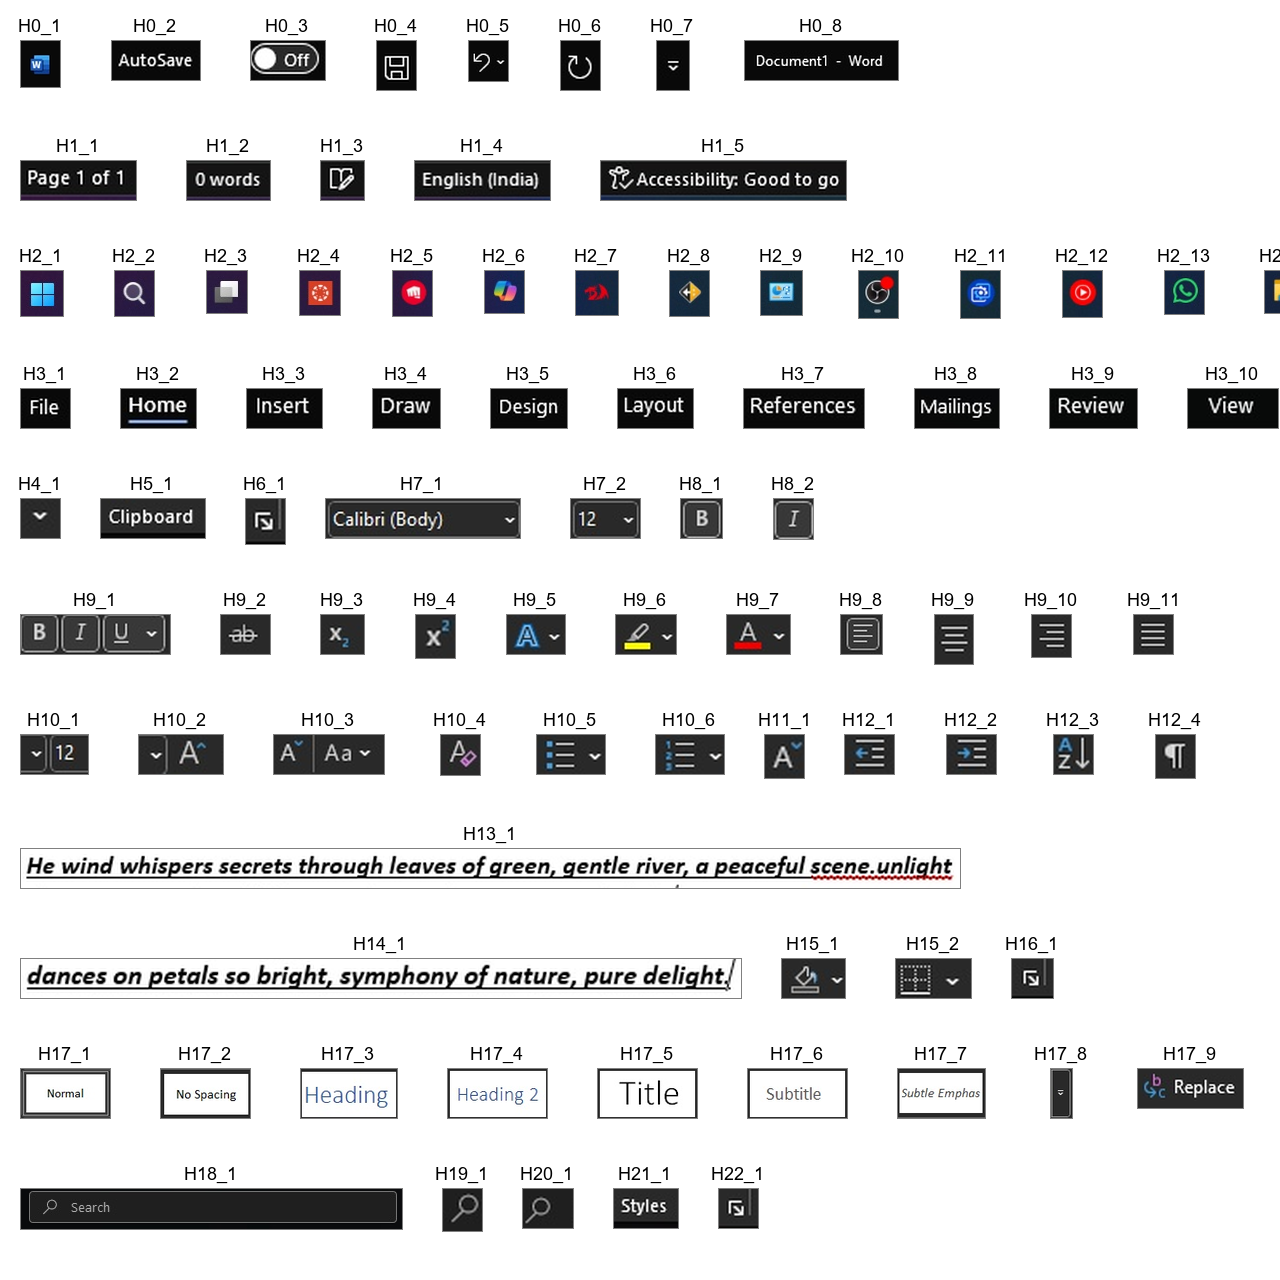 H0_1 H0_2 H0_3 H0_4 H0_5 H0_6 H0_7 H0_8
AutoSave Off Document1 - Word
H1_1 H1_2 H1_3 H1_4 H1_5
Page 1 of 1 0 words English (India) Accessibility: Good to go
H2_1 H2_2 H2_3 H2_4 H2_5 H2_6 H2_7 H2_8 H2_9 H2_10 H2_11 H2_12 H2_13
H3_1 H3_2 H3_3 H3_4 H3_5 H3_6 H3_7 H3_8 H3_9 H3_10
File Home Insert Draw Design Layout References Mailings Review View
H4_1 H5_1 H6_1 H7_1 H7_2 H8_1 H8_2
Clipboard Calibri (Body) 12 B I
H9_1 H9_2 H9_3 H9_4 H9_5 H9_6 H9_7 H9_8 H9_9 H9_10 H9_11
B I U ab x2 x2 A A
H10_1 H10_2 H10_3 H10_4 H10_5 H10_6 H11_1 H12_1 H12_2 H12_3 H12_4
12 A A Aa A 1 2 3 A A Z ¶
H13_1
He wind whispers secrets through leaves of green, gentle river, a peaceful scene.unlight
H14_1 H15_1 H15_2 H16_1
dances on petals so bright, symphony of nature, pure delight.
H17_1 H17_2 H17_3 H17_4 H17_5 H17_6 H17_7 H17_8 H17_9
Normal No Spacing Heading Heading 2 Title Subtitle Subtle Emphas bc Replace
H18_1 H19_1 H20_1 H21_1 H22_1
Search Styles